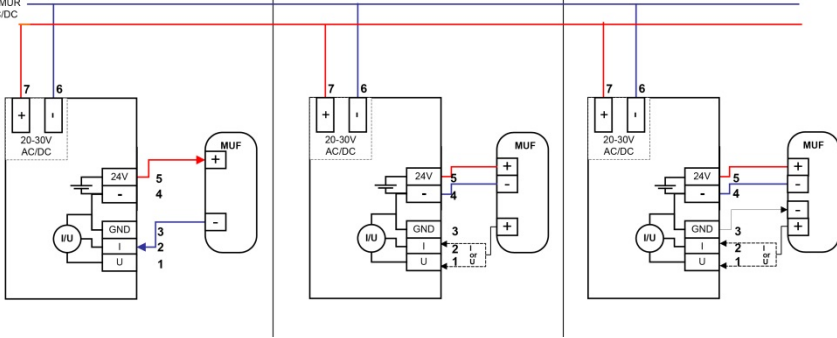 MUR
C/DC
7
6
+
-
20-30V
AC/DC
MUF
+
24V
5
-
4
-
GND
3
I/U
I
2
U
1
7
6
+
-
20-30V
AC/DC
MUF
+
24V
5
-
-
4
GND
3
+
I/U
I
2
I
or
U
U
1
7
6
+
-
20-30V
AC/DC
MUF
+
24V
5
-
-
4
-
GND
3
+
I/U
I
2
I
or
U
U
1